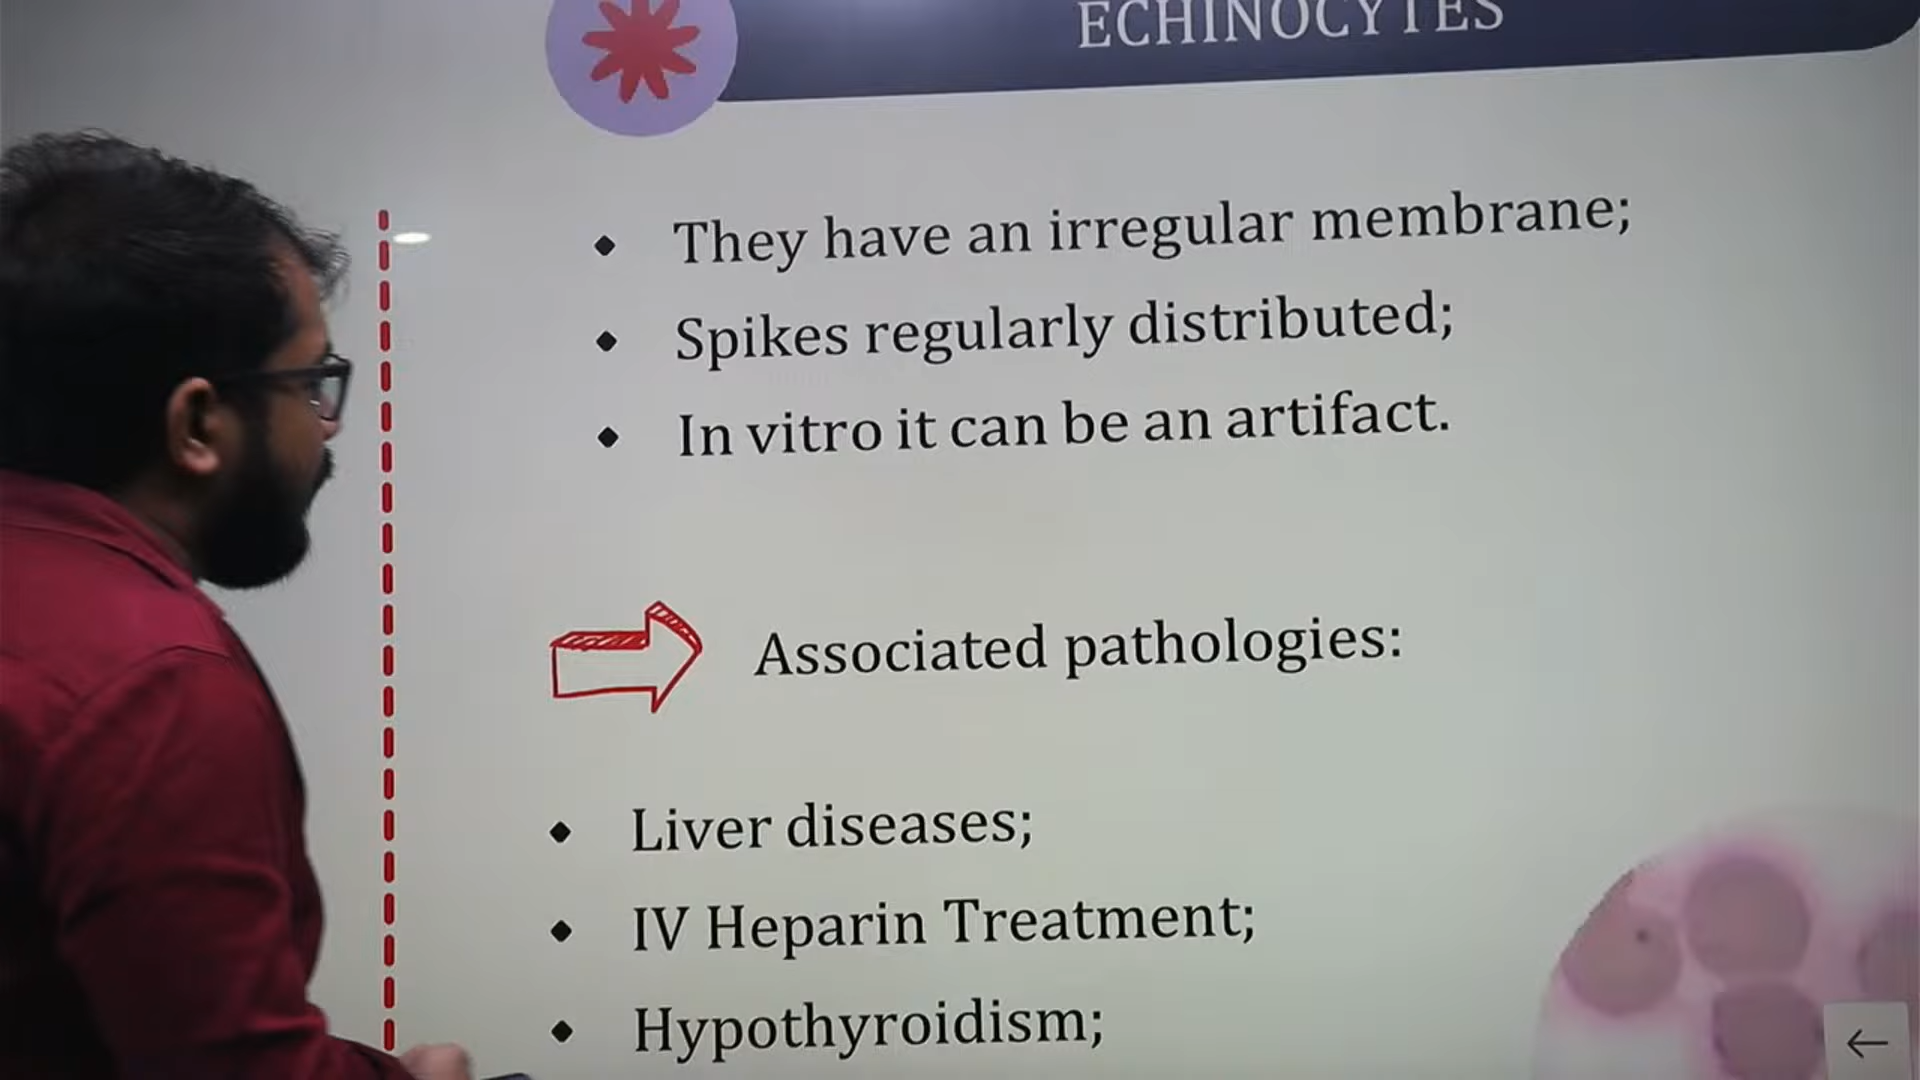 ECHINOCYTES
They have an irregular membrane;
Spikes regularly distributed;
In vitro it can be an artifact.
Associated pathologies:
Liver diseases;
IV Heparin Treatment;
Hypothyroidism;